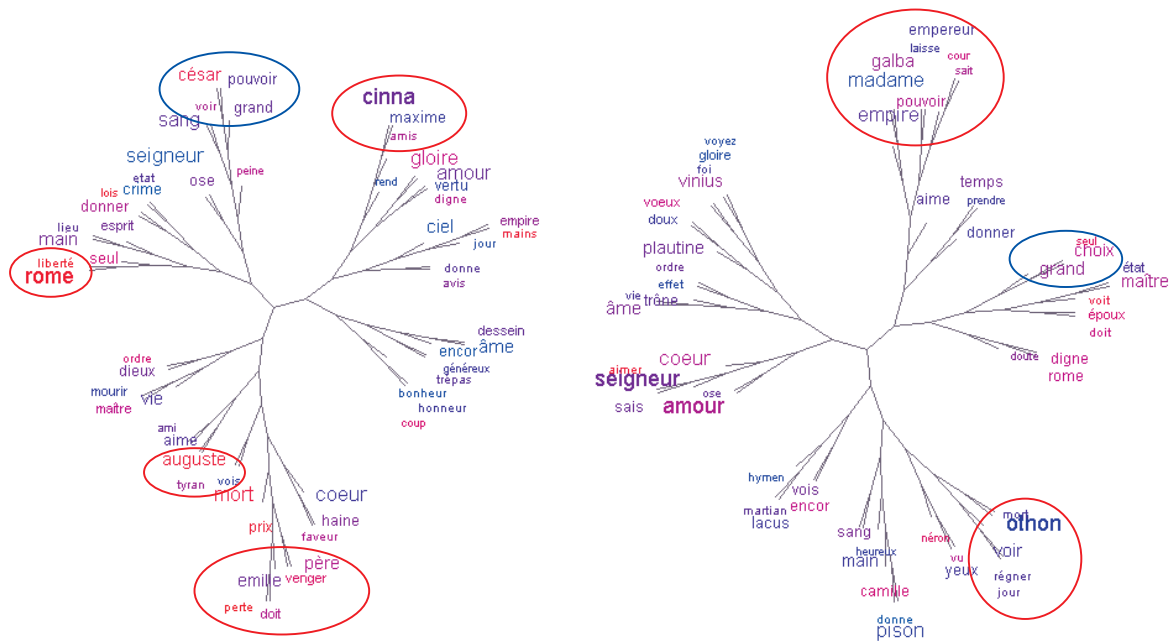 césar
pouvoir
voir
grand
sang
cinna
maxime
amis
seigneur
etat
crime
lois
donner
ose
peine
esprit
lieu
main
liberté
rome
seul
gloire
amour
rend
vertu
digne
ciel
empire
mains
jour
donne
avis
dessein
encor
âme
généreux
trépas
bonheur
honneur
coup
ordre
dieux
mourir
vie
maître
ami
aime
auguste
tyran
vois
mort
coeur
haine
faveur
prix
père
emille
venger
perte
doit
empereur
laisse
galba
cour
sait
madame
pouvoir
empire
voyez
gloire
foi
vinius
voeux
doux
plautine
ordre
effet
vie
trône
âme
aime
temps
prendre
donner
seul
choix
grand
état
maître
voit
époux
doit
doute
digne
rome
coeur
aimer
seigneur
sais
amour
ose
hymen
vois
encor
martian
lacus
sang
heureux
main
camille
donne
pison
néron
vu
yeux
mort
othon
voir
régner
jour